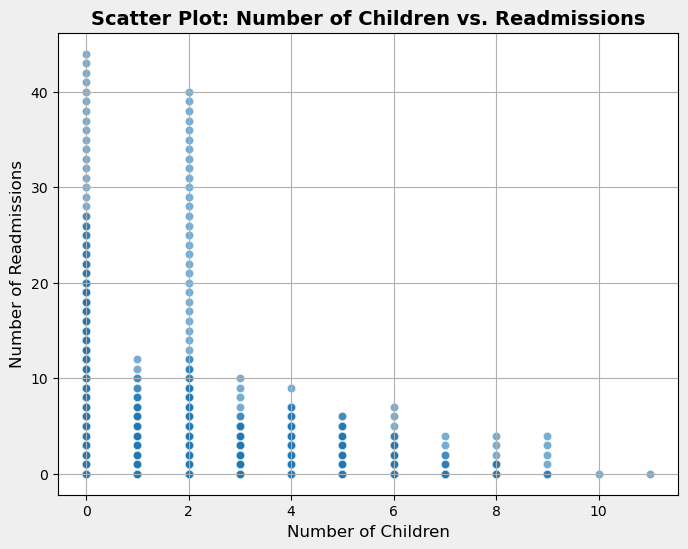 Scatter Plot: Number of Children vs. Readmissions
Number of Readmissions
40
30
20
10
0
0 2 4 6 8 10
Number of Children